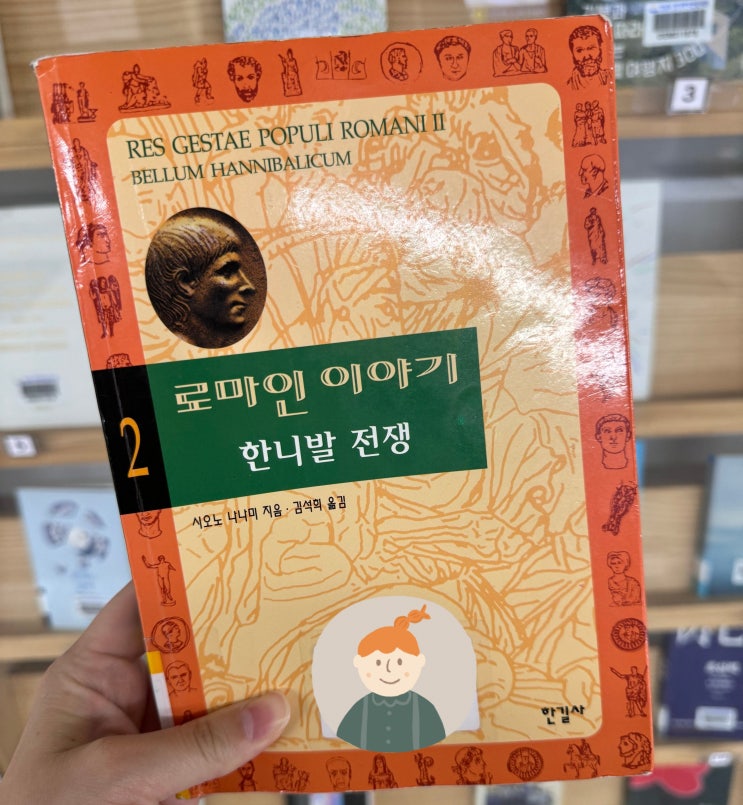 RES GESTAE POPULI ROMANI II
BELLUM HANNIBALICUM
2
로마인 이야기
한니발 전쟁
시오노 나나미 지음 · 김석희 옮김
한길사
3